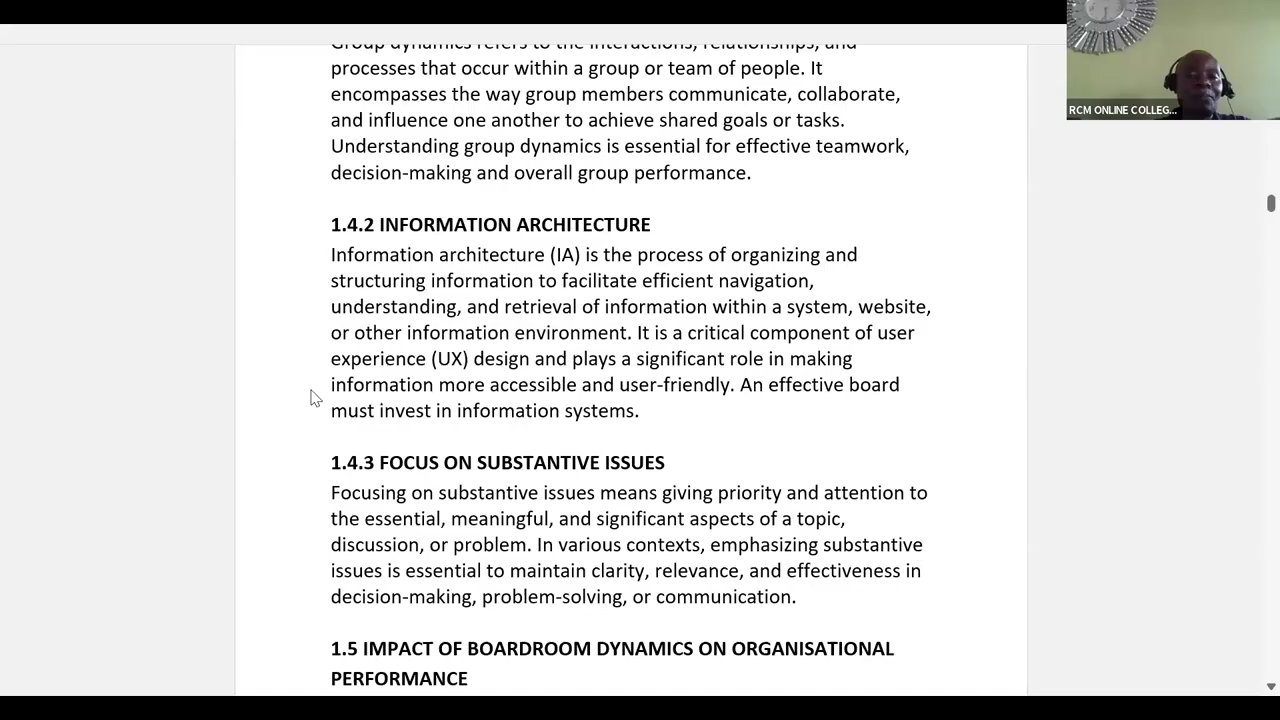 Group dynamics refers to the interactions, relationships, and
processes that occur within a group or team of people. It
encompasses the way group members communicate, collaborate,
and influence one another to achieve shared goals or tasks.
Understanding group dynamics is essential for effective teamwork,
decision-making and overall group performance.
1.4.2 INFORMATION ARCHITECTURE
Information architecture (IA) is the process of organizing and
structuring information to facilitate efficient navigation,
understanding, and retrieval of information within a system, website,
or other information environment. It is a critical component of user
experience (UX) design and plays a significant role in making
information more accessible and user-friendly. An effective board
must invest in information systems.
1.4.3 FOCUS ON SUBSTANTIVE ISSUES
Focusing on substantive issues means giving priority and attention to
the essential, meaningful, and significant aspects of a topic,
discussion, or problem. In various contexts, emphasizing substantive
issues is essential to maintain clarity, relevance, and effectiveness in
decision-making, problem-solving, or communication.
1.5 IMPACT OF BOARDROOM DYNAMICS ON ORGANISATIONAL
PERFORMANCE
RCM ONLINE COLLEG...